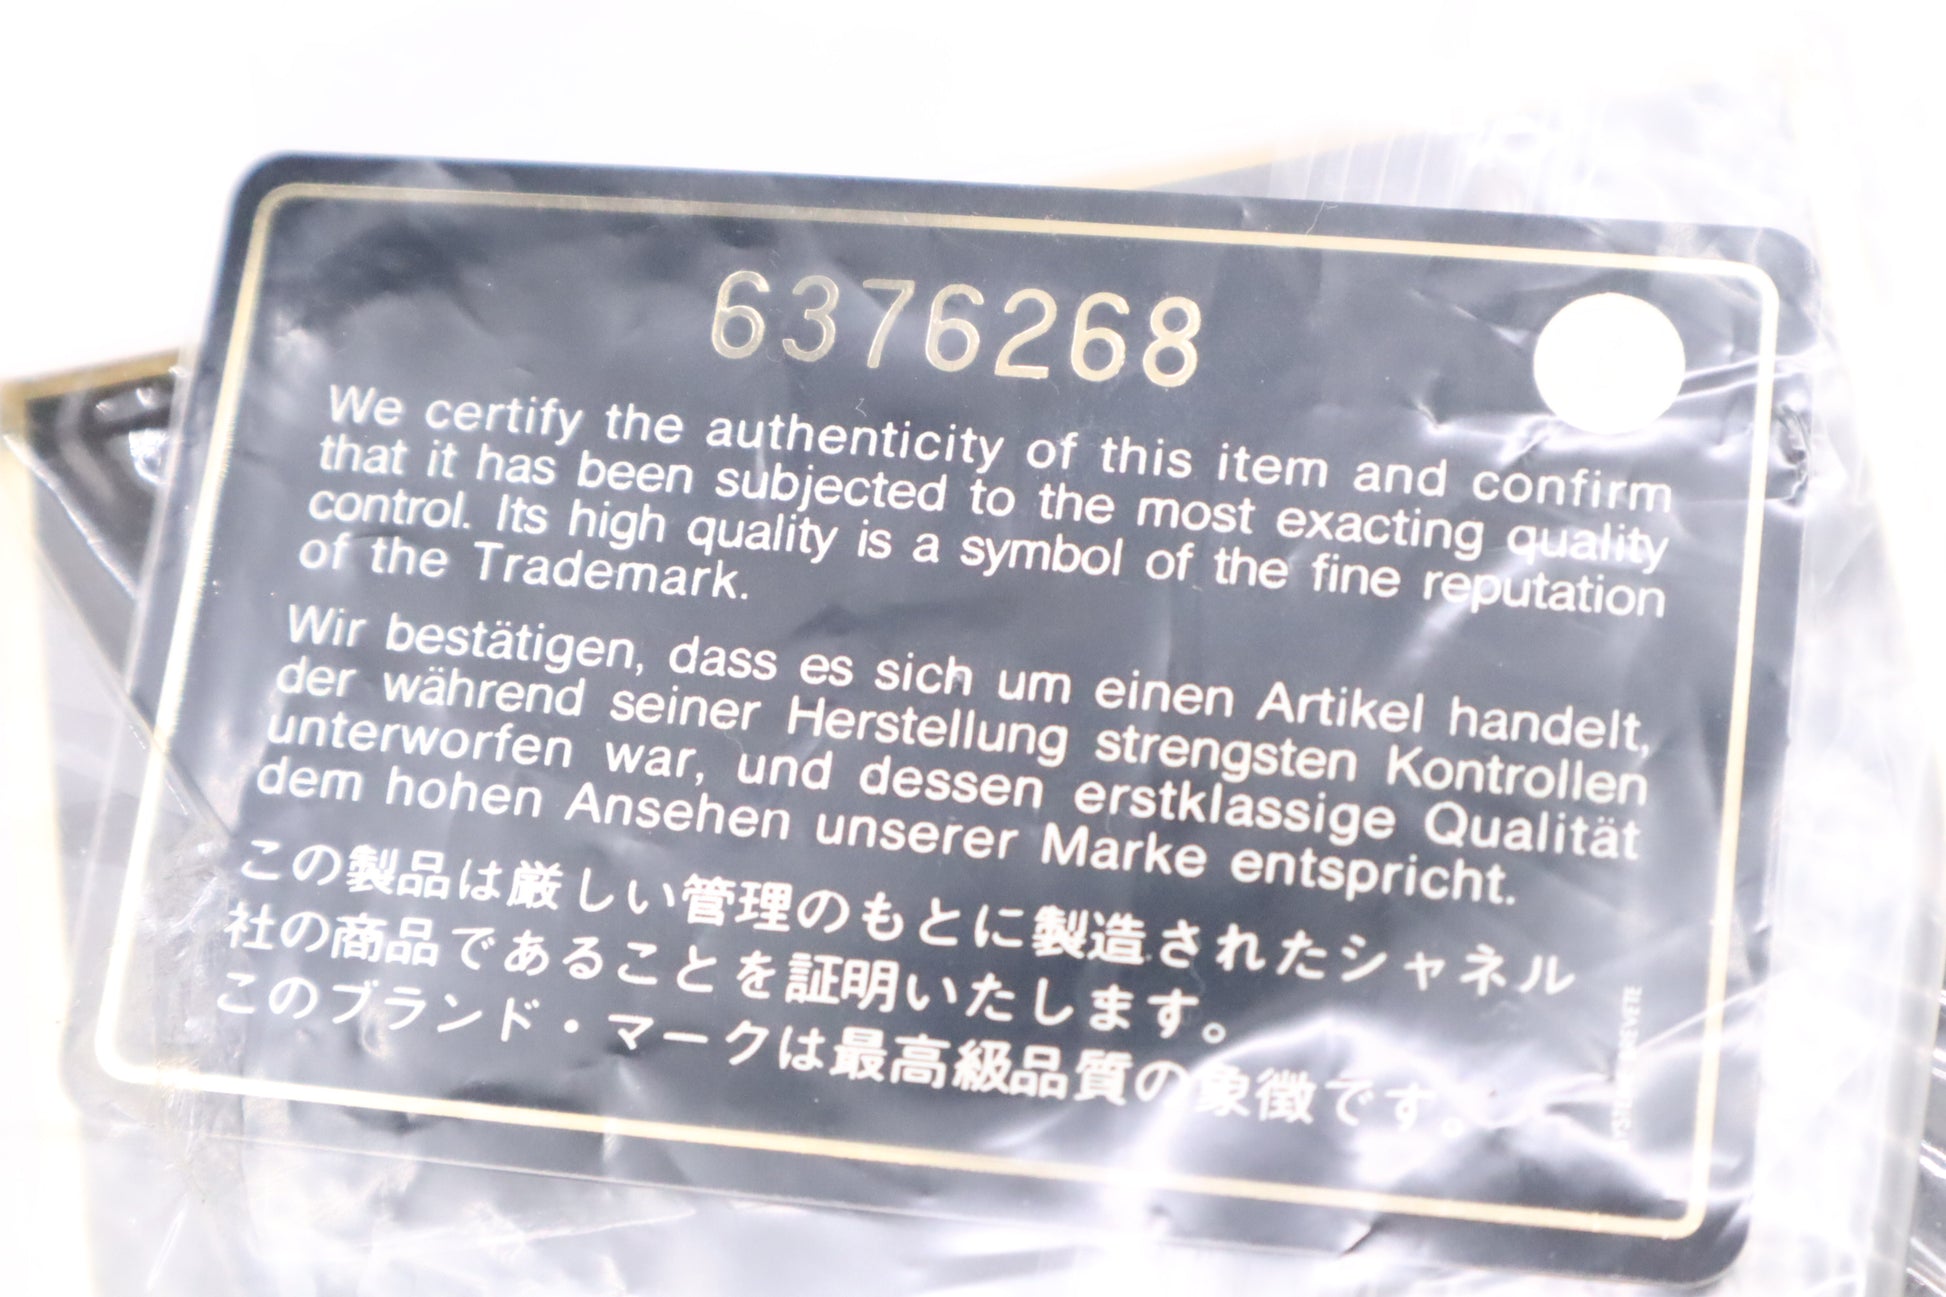 6376268
We certify the authenticity of this item and confirm
that it has been subjected to the most exacting quality
control. Its high quality is a symbol of the fine reputation
of the Trademark.
Wir bestätigen, dass es sich um einen Artikel handelt,
der während seiner Herstellung strengsten Kontrollen
unterworfen war, und dessen erstklassige Qualität
dem hohen Ansehen unserer Marke entspricht.
この製品は厳しい管理のもとに製造されたシャネル
社の商品であることを証明いたします。
このブランド・マークは最高級品質の象徴です。